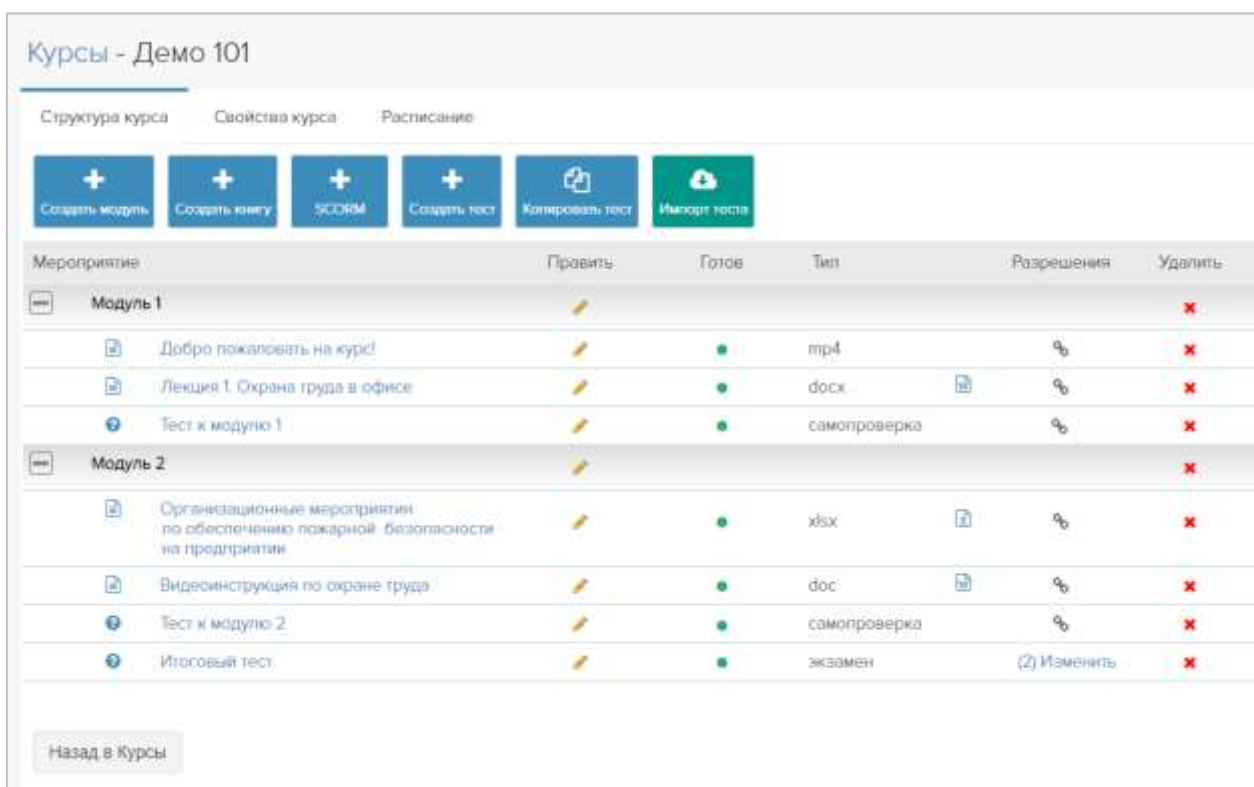 Курсы - Демо 101
Структура курса Свойства курса Расписание
Создать модуль Создать книгу SCORM Создать тест Копировать тест Импорт теста
Мероприятие Править Готов Тип Разрешения Удалить
Модуль 1
Добро пожаловать на курс! mp4
Лекция 1. Охрана труда в офисе docx
Тест к модулю 1 самопроверка
Модуль 2
Организационные мероприятия
по обеспечению пожарной безопасности xlsx
на предприятии
Видеоинструкция по охране труда doc
Тест к модулю 2 самопроверка
Итоговый тест экзамен (2) Изменить
Назад в Курсы